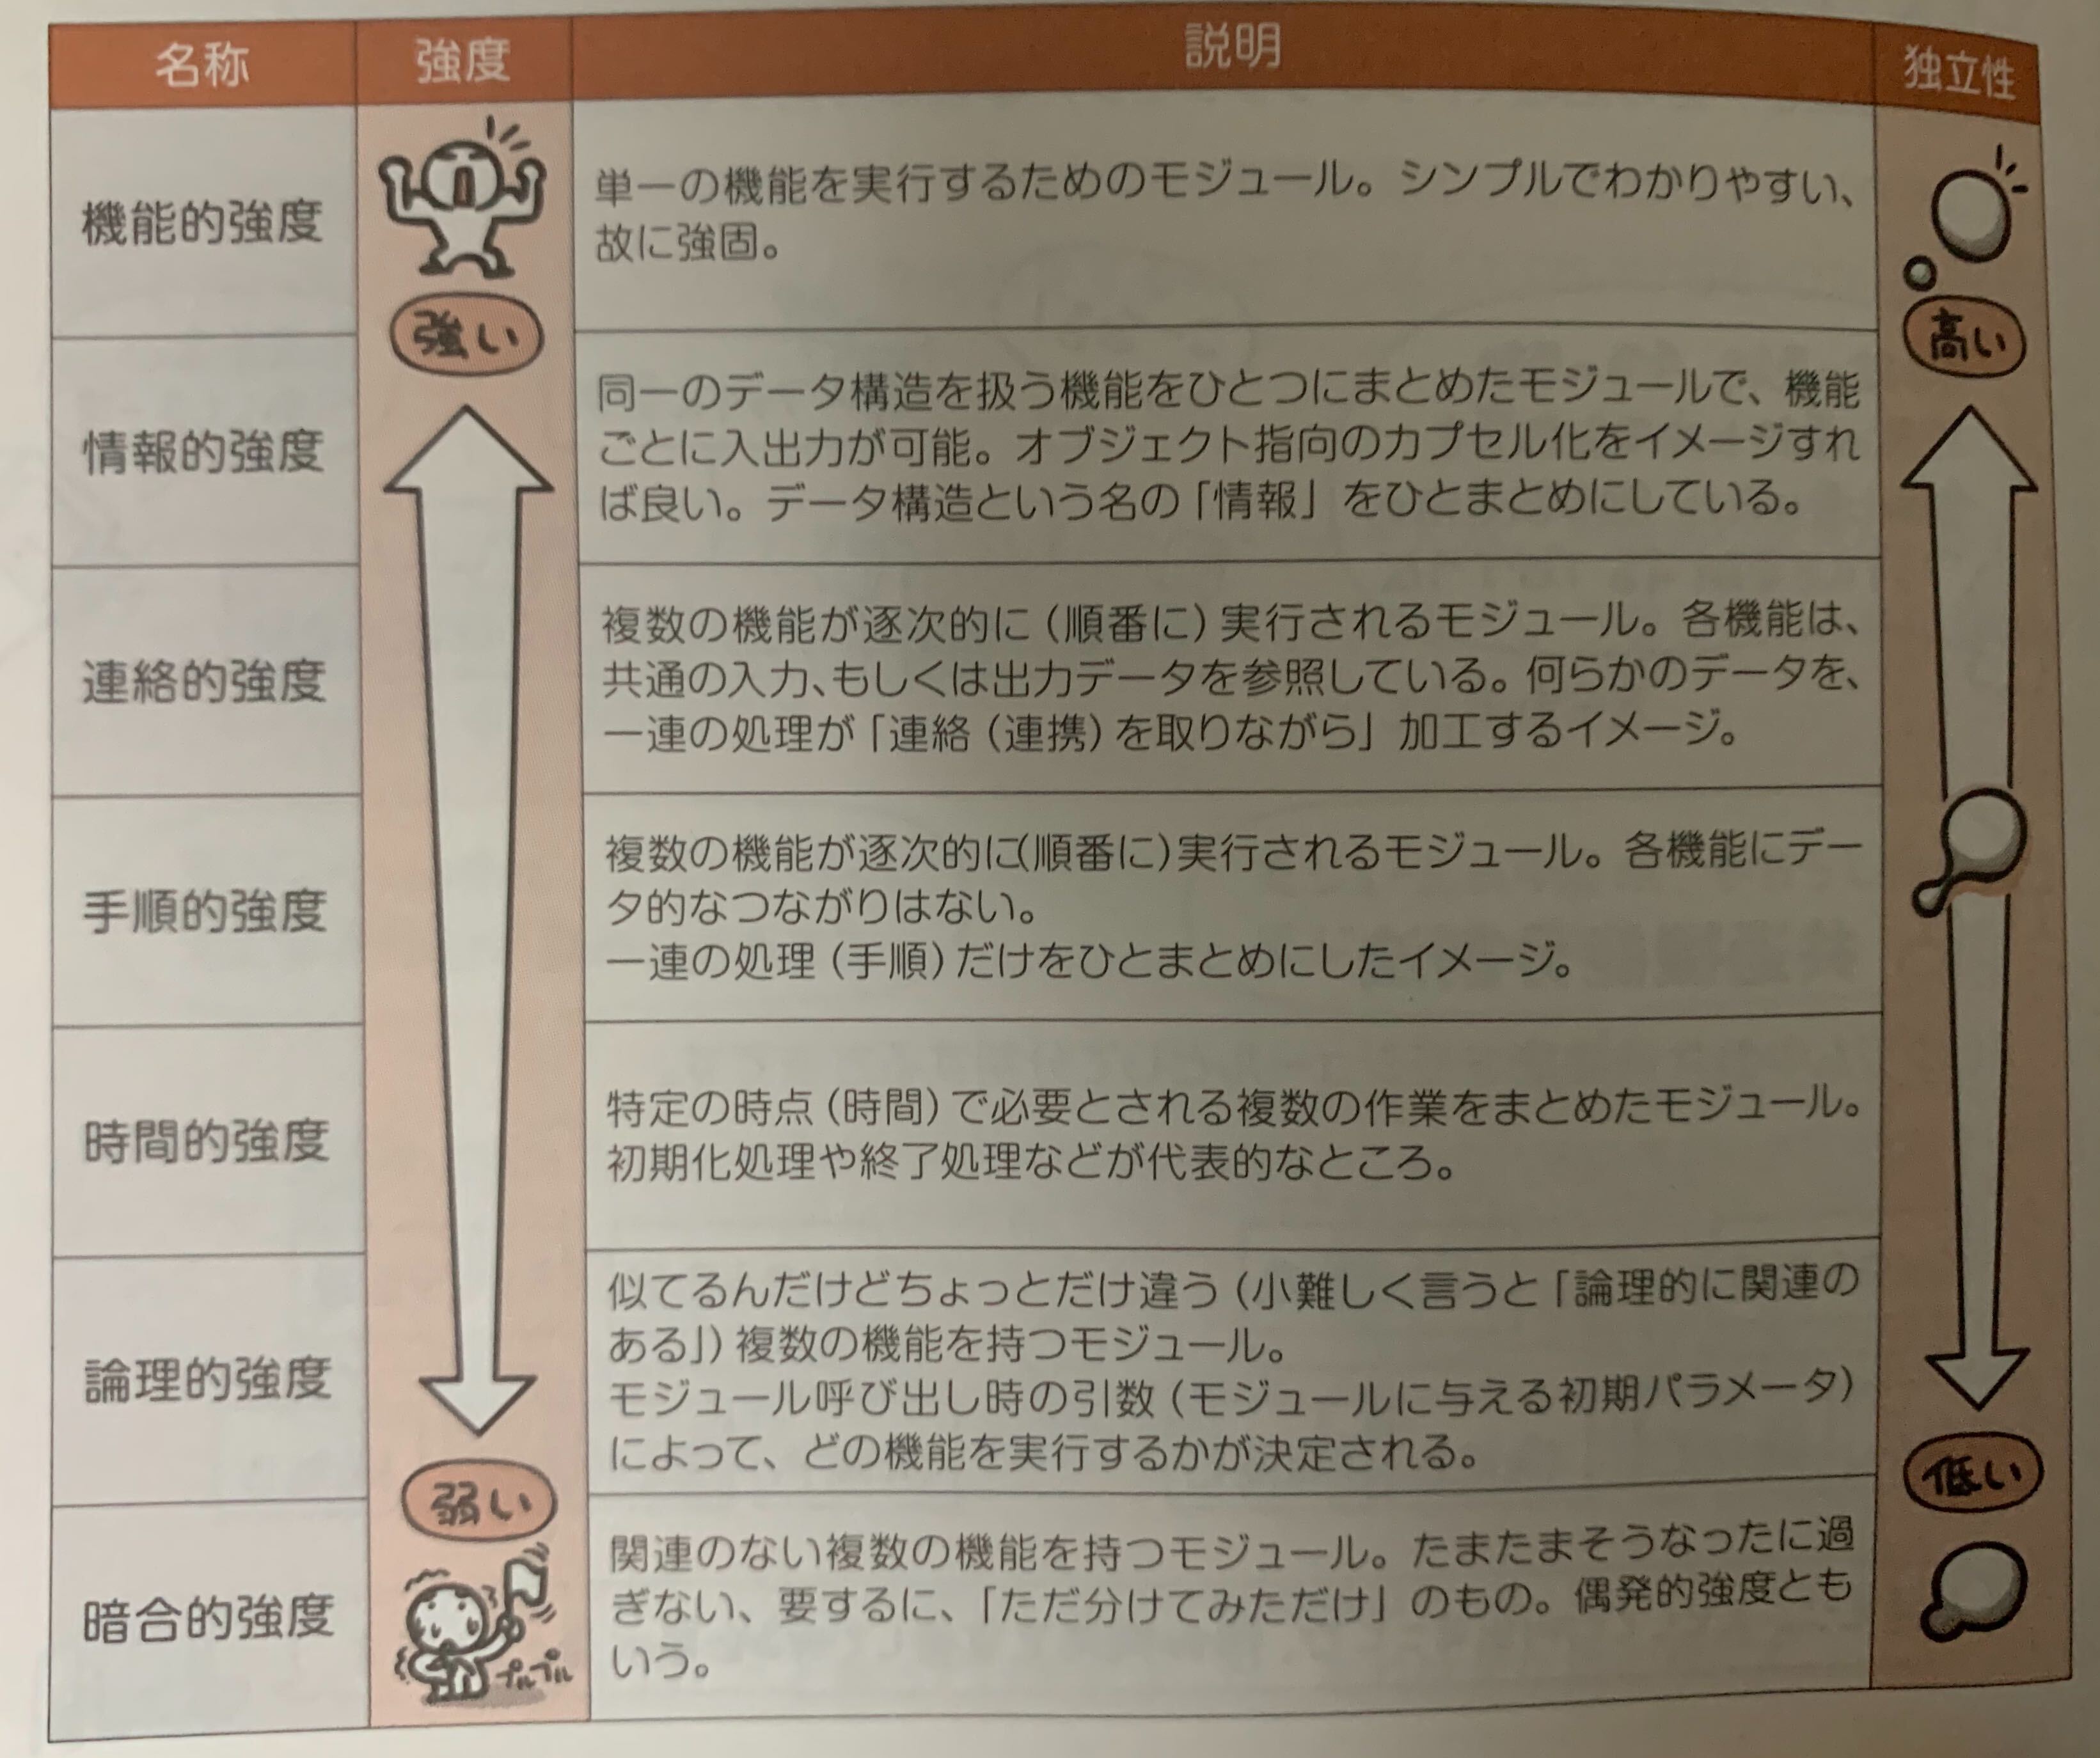 名称
強度
説明
独立性
機能的強度
強い
単一の機能を実行するためのモジュール。シンプルでわかりやすい、
故に強固。
高い
情報的強度
同一のデータ構造を扱う機能をひとつにまとめたモジュールで、機能
ごとに入出力が可能。オブジェクト指向のカプセル化をイメージすれ
ば良い。データ構造という名の「情報」をひとまとめにしている。
連絡的強度
複数の機能が逐次的に（順番に）実行されるモジュール。各機能は、
共通の入力、もしくは出力データを参照している。何らかのデータを、
一連の処理が「連絡（連携）を取りながら」加工するイメージ。
手順的強度
複数の機能が逐次的に（順番に）実行されるモジュール。各機能にデー
タ的なつながりはない。
一連の処理（手順）だけをひとまとめにしたイメージ。
時間的強度
特定の時点（時間）で必要とされる複数の作業をまとめたモジュール。
初期化処理や終了処理などが代表的なところ。
論理的強度
似てるんだけどちょっとだけ違う（小難しく言うと「論理的に関連の
ある」）複数の機能を持つモジュール。
モジュール呼び出し時の引数（モジュールに与える初期パラメータ）
によって、どの機能を実行するかが決定される。
弱い
低い
暗合的強度
関連のない複数の機能を持つモジュール。たまたまそうなったに過
ぎない、要するに、「ただ分けてみただけ」のもの。偶発的強度とも
いう。
プルプル